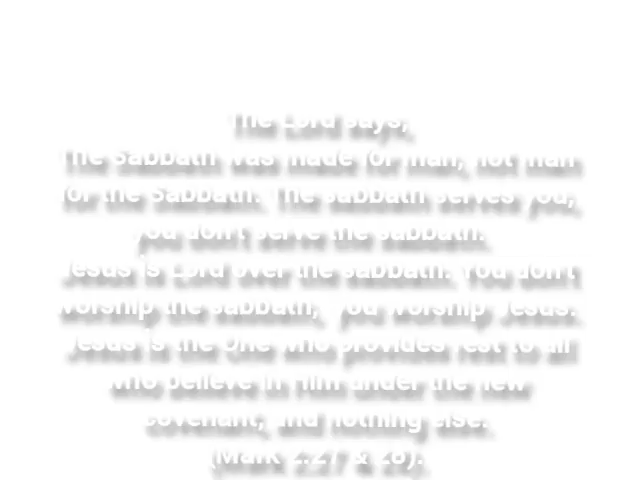 The Lord says,
The Sabbath was made for man, not man
for the Sabbath. The sabbath serves you,
you don't serve the sabbath.
Jesus is Lord over the sabbath. You don't
worship the sabbath, you worship Jesus.
Jesus is the One who provides rest to all
who believe in Him under the new
covenant, and nothing else.
(Mark 2:27 & 28).